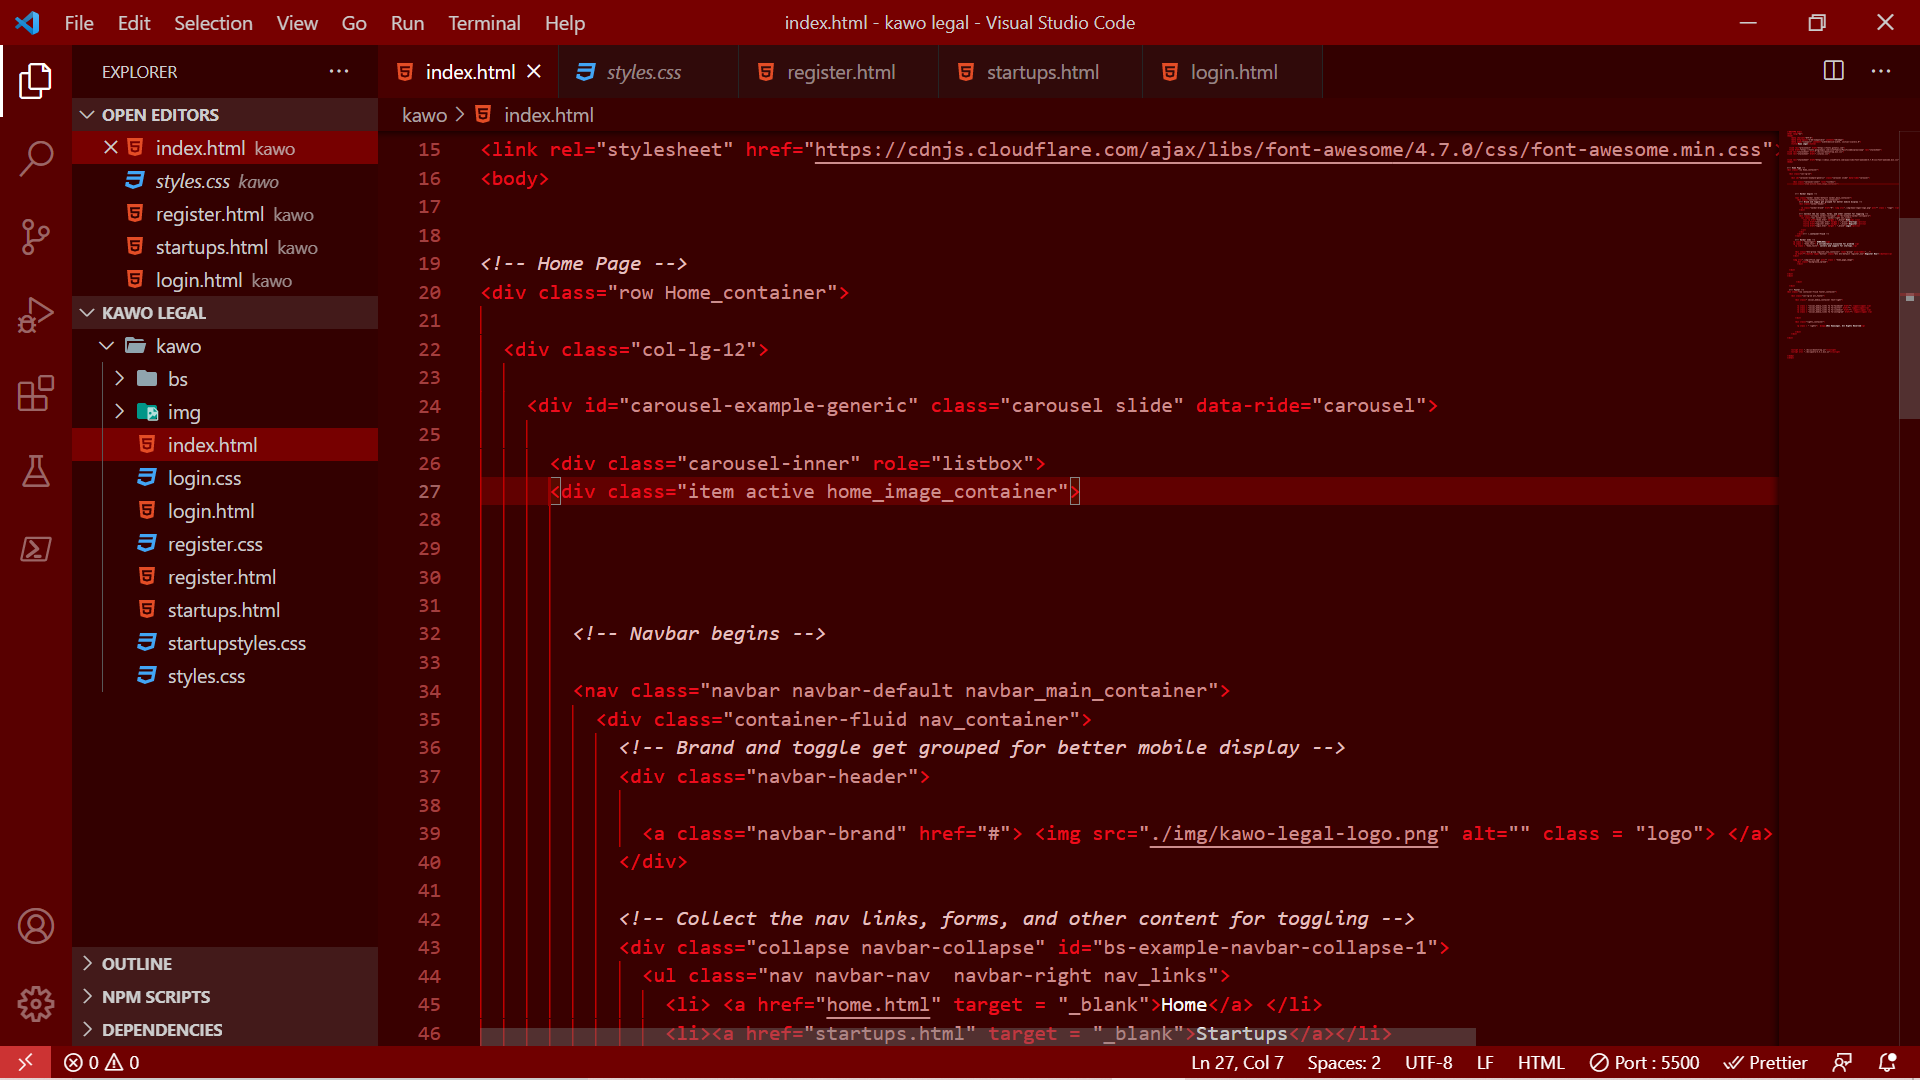 File Edit Selection View Go Run Terminal Help
index.html - kawo legal - Visual Studio Code
EXPLORER
OPEN EDITORS
index.html kawo
styles.css kawo
register.html kawo
startups.html kawo
login.html kawo
KAWO LEGAL
kawo
bs
img
index.html
login.css
login.html
register.css
register.html
startups.html
startupstyles.css
styles.css
OUTLINE
NPM SCRIPTS
DEPENDENCIES
index.html styles.css register.html startups.html login.html
kawo > index.html
15 <link rel="stylesheet" href="https://cdnjs.cloudflare.com/ajax/libs/font-awesome/4.7.0/css/font-awesome.min.css"
16 <body>
17
18
19 <!-- Home Page -->
20 <div class="row Home_container">
21
22 <div class="col-lg-12">
23
24 <div id="carousel-example-generic" class="carousel slide" data-ride="carousel">
25
26 <div class="carousel-inner" role="listbox">
27 <div class="item active home_image_container">
28
29
30
31
32 <!-- Navbar begins -->
33
34 <nav class="navbar navbar-default navbar_main_container">
35 <div class="container-fluid nav_container">
36 <!-- Brand and toggle get grouped for better mobile display -->
37 <div class="navbar-header">
38
39 <a class="navbar-brand" href="#"> <img src="./img/kawo-legal-logo.png" alt="" class = "logo"> </a>
40 </div>
41
42 <!-- Collect the nav links, forms, and other content for toggling -->
43 <div class="collapse navbar-collapse" id="bs-example-navbar-collapse-1">
44 <ul class="nav navbar-nav  navbar-right nav_links">
45 <li> <a href="home.html" target = "_blank">Home</a> </li>
46 <li><a href="startups.html" target = "_blank">Startups</a></li>
0 0
Ln 27, Col 7 Spaces: 2 UTF-8 LF HTML Port : 5500 Prettier